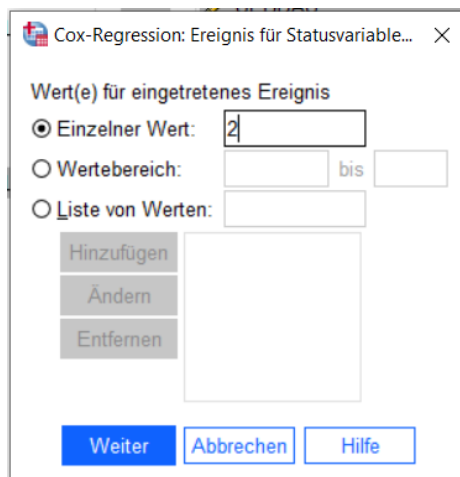 Cox-Regression: Ereignis für Statusvariable...
Wert(e) für eingetretenes Ereignis
Einzelner Wert: 2
Wertebereich: bis
Liste von Werten:
Hinzufügen
Ändern
Entfernen
Weiter Abbrechen Hilfe